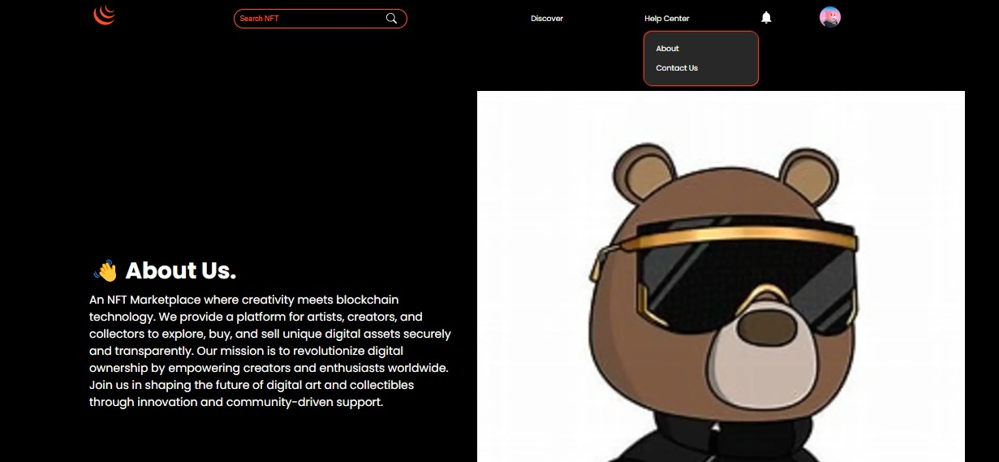 Search NFT
Discover
Help Center
About
Contact Us
👋 About Us.
An NFT Marketplace where creativity meets blockchain
technology. We provide a platform for artists, creators, and
collectors to explore, buy, and sell unique digital assets securely
and transparently. Our mission is to revolutionize digital
ownership by empowering creators and enthusiasts worldwide.
Join us in shaping the future of digital art and collectibles
through innovation and community-driven support.